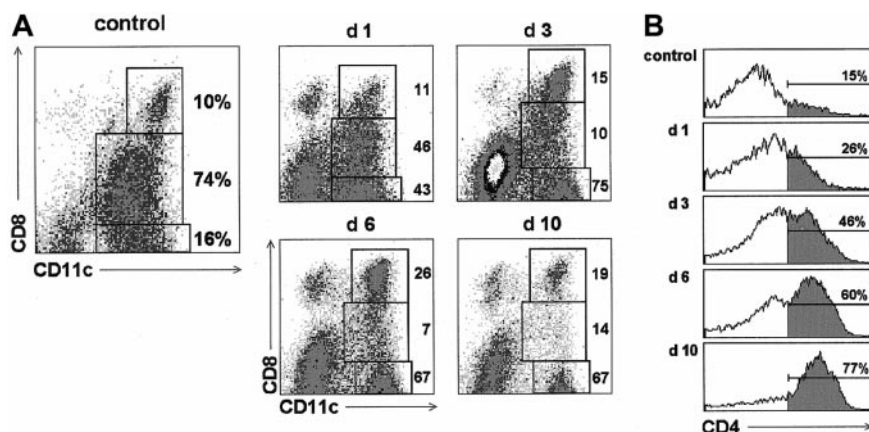 A
control
CD8
CD11c
10%
74%
16%
d 1
11
46
43
d 3
15
10
75
d 6
CD8
CD11c
26
7
67
d 10
19
14
67
B
control
15%
d 1
26%
d 3
46%
d 6
60%
d 10
77%
CD4